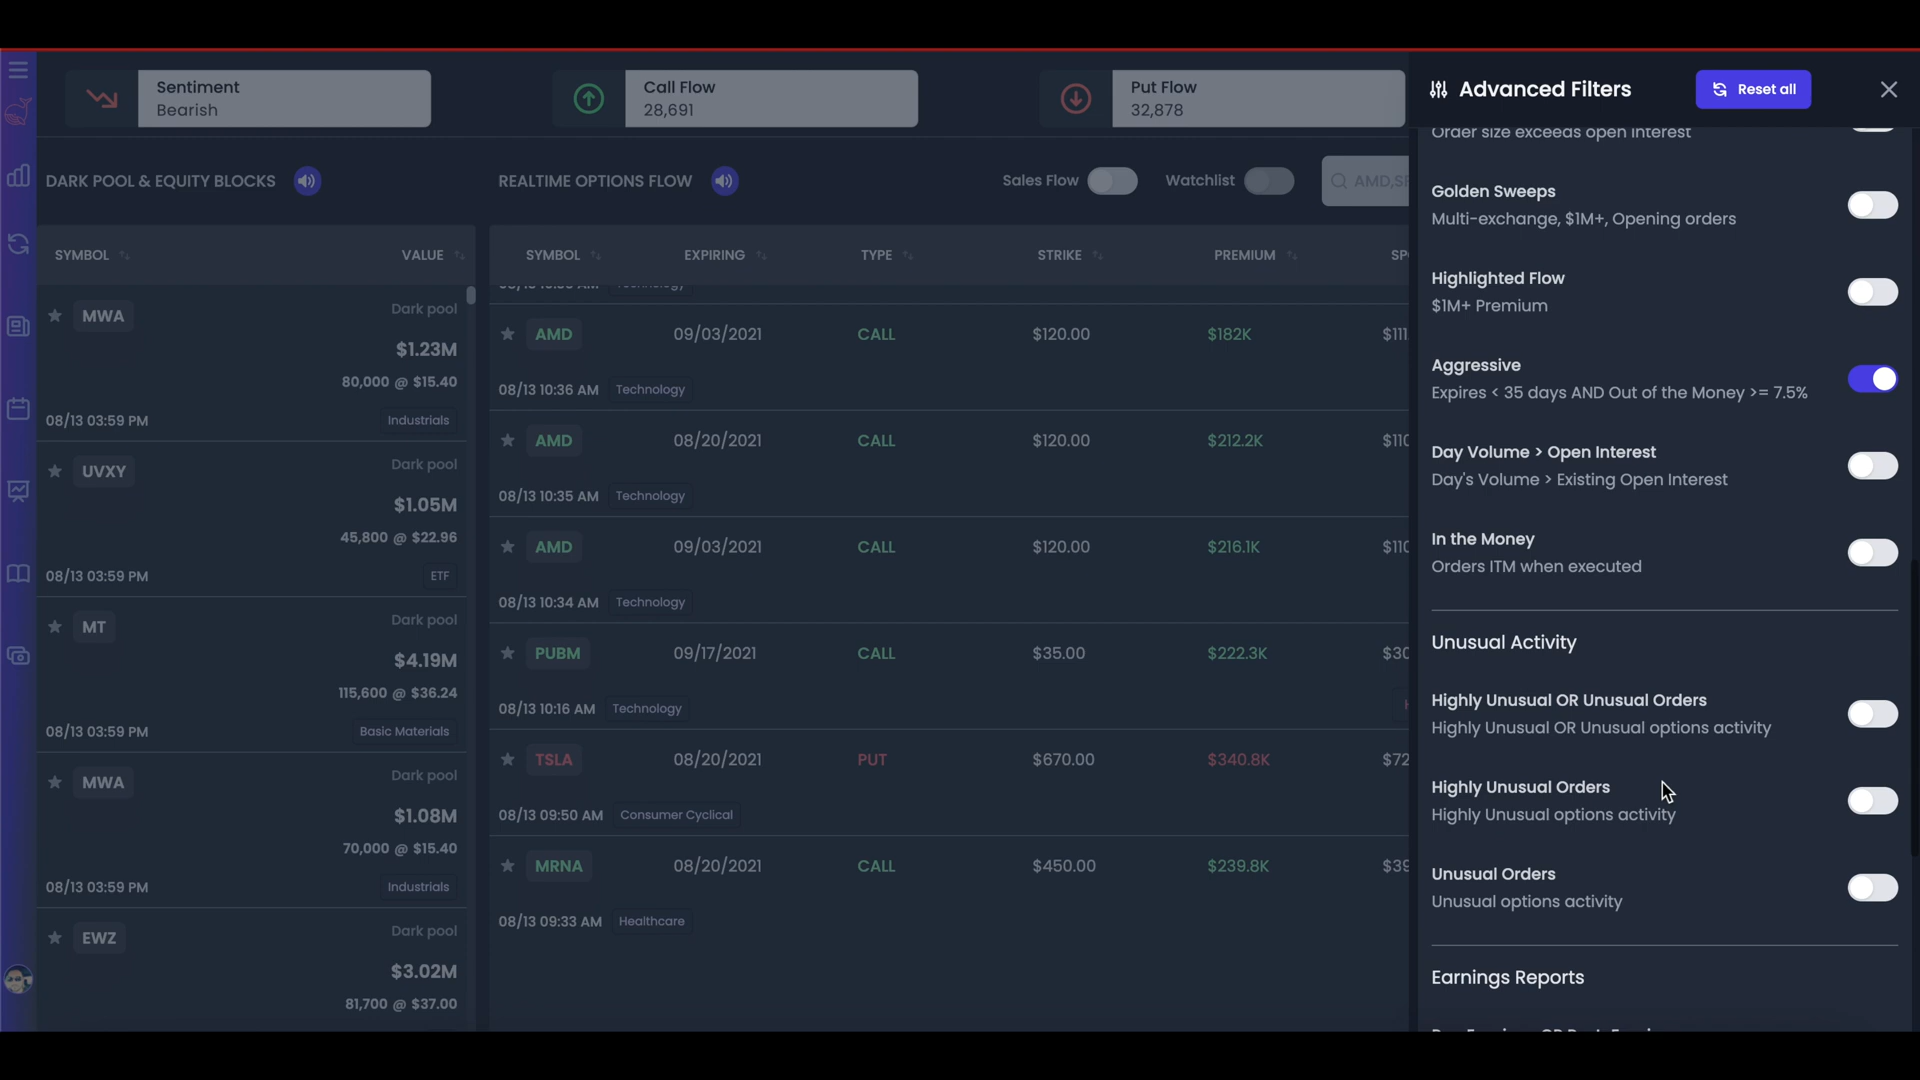 Sentiment
Bearish
Call Flow
28,691
Put Flow
32,878
DARK POOL & EQUITY BLOCKS
REALTIME OPTIONS FLOW
Sales Flow
Watchlist
SYMBOL VALUE
MWA Dark pool
$1.23M
80,000 @ $15.40
08/13 03:59 PM Industrials
UVXY Dark pool
$1.05M
45,800 @ $22.96
08/13 03:59 PM ETF
MT Dark pool
$4.19M
115,600 @ $36.24
08/13 03:59 PM Basic Materials
MWA Dark pool
$1.08M
70,000 @ $15.40
08/13 03:59 PM Industrials
EWZ Dark pool
$3.02M
81,700 @ $37.00
SYMBOL EXPIRING TYPE STRIKE PREMIUM
AMD 09/03/2021 CALL $120.00 $182K
08/13 10:36 AM Technology
AMD 08/20/2021 CALL $120.00 $212.2K
08/13 10:35 AM Technology
AMD 09/03/2021 CALL $120.00 $216.1K
08/13 10:34 AM Technology
PUBM 09/17/2021 CALL $35.00 $222.3K
08/13 10:16 AM Technology
TSLA 08/20/2021 PUT $670.00 $340.8K
08/13 09:50 AM Consumer Cyclical
MRNA 08/20/2021 CALL $450.00 $239.8K
08/13 09:33 AM Healthcare
Advanced Filters
Reset all
Order size exceeds open interest
Golden Sweeps
Multi-exchange, $1M+, Opening orders
Highlighted Flow
$1M+ Premium
Aggressive
Expires < 35 days AND Out of the Money >= 7.5%
Day Volume > Open Interest
Day's Volume > Existing Open Interest
In the Money
Orders ITM when executed
Unusual Activity
Highly Unusual OR Unusual Orders
Highly Unusual OR Unusual options activity
Highly Unusual Orders
Highly Unusual options activity
Unusual Orders
Unusual options activity
Earnings Reports